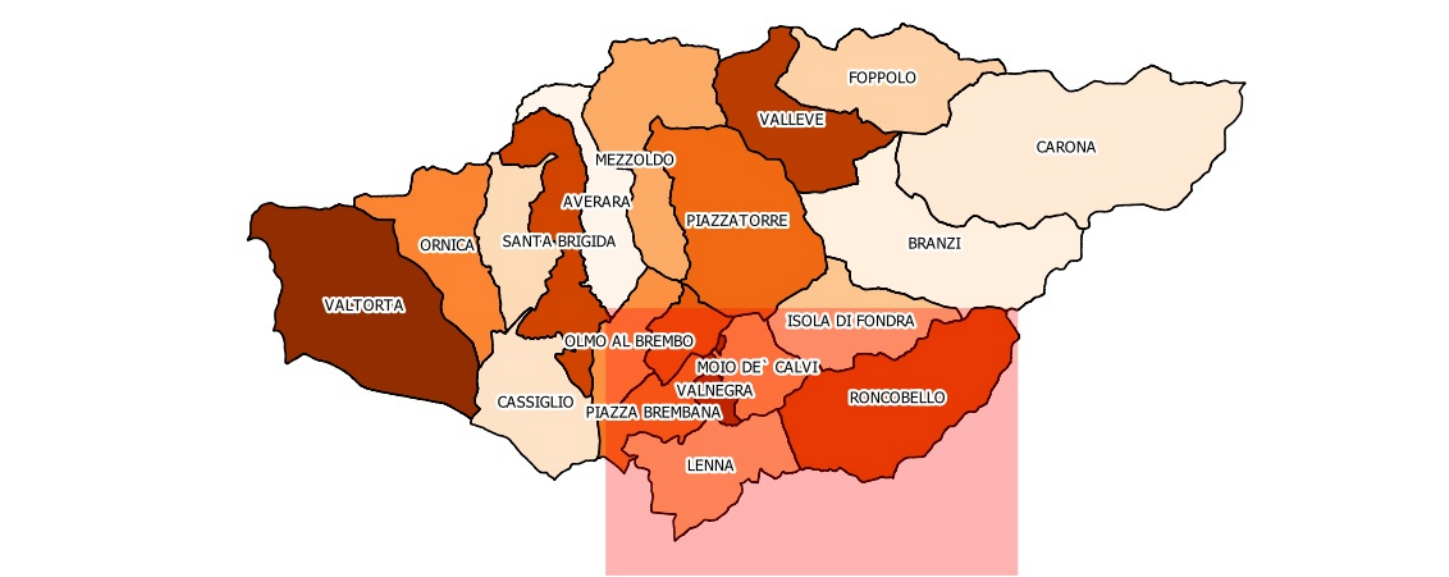 FOPPOLO
VALLEVE
CARONA
MEZZOLDO
AVERARA
PIAZZATORRE
SANTA BRIGIDA
ORNICA
BRANZI
VALTORTA
ISOLA DI FONDRA
OLMO AL BREMBO
MOIO DE` CALVI
VALNEGRA
RONCOBELLO
CASSIGLIO
PIAZZA BREMBANA
LENNA